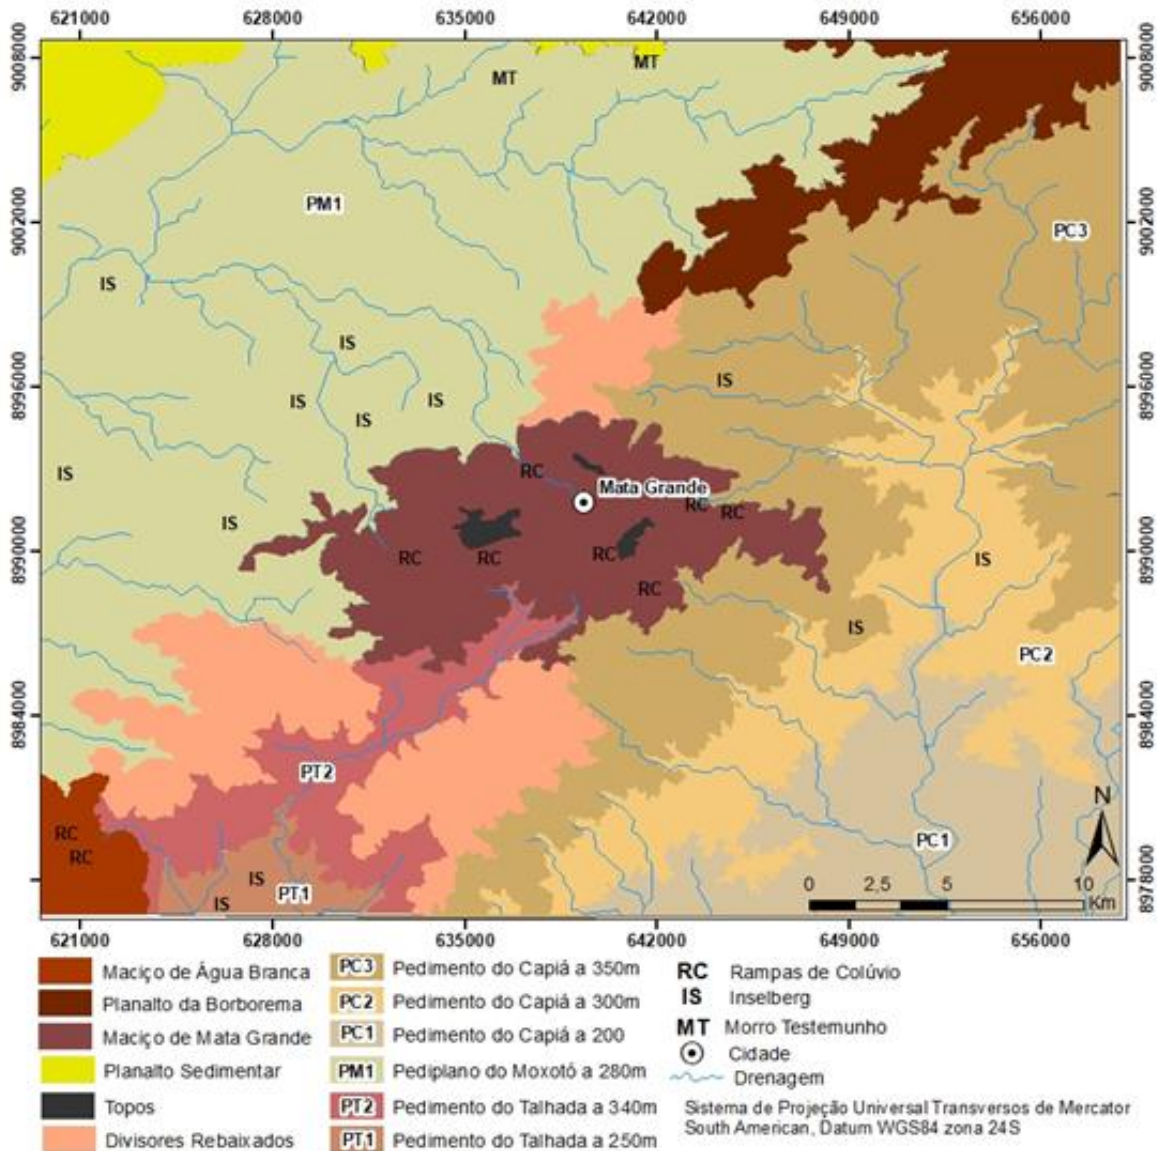 621000 628000 635000 642000 649000 656000
9008000 9008000
MT MT
PM1
9002000 9002000
PC3
IS
IS
8996000 IS 8996000
IS IS
IS
IS RC
Mata Grande
RC RC
IS
8990000 RC RC RC 8990000
IS
RC
IS
PC2
8984000 8984000
PT2
N
RC
RC
PC1
IS PT1
8978000
IS
0 2,5 5 10
Km
621000 628000 635000 642000 649000 656000
Maciço de Água Branca
Planalto da Borborema
Maciço de Mata Grande
Planalto Sedimentar
Topos
Divisores Rebaixados
PC3 Pedimento do Capiá a 350m
PC2 Pedimento do Capiá a 300m
PC1 Pedimento do Capiá a 200
PM1 Pediplano do Moxotó a 280m
PT2 Pedimento do Talhada a 340m
PT1 Pedimento do Talhada a 250m
RC Rampas de Colúvio
IS Inselberg
MT Morro Testemunho
Cidade
Drenagem
Sistema de Projeção Universal Transversos de Mercator
South American, Datum WGS84 zona 24S